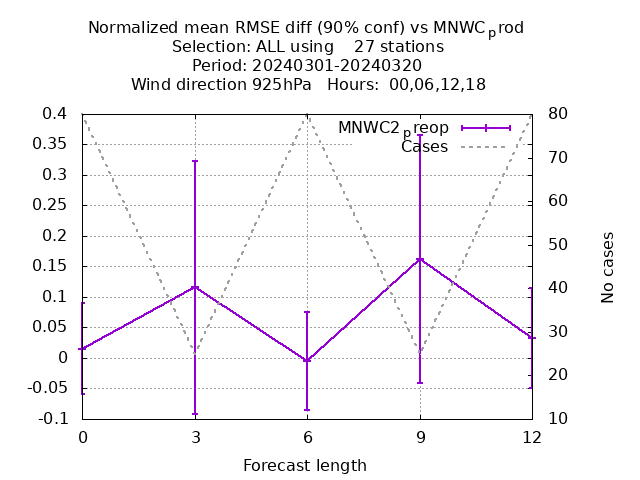 Normalized mean RMSE diff (90% conf) vs MNWCprod
Selection: ALL using    27 stations
Period: 20240301-20240320
Wind direction 925hPa   Hours:  00,06,12,18
MNWC2preop
Cases
0.4
0.35
0.3
0.25
0.2
0.15
0.1
0.05
0
-0.05
-0.1
80
70
60
50
40
30
20
10
No cases
0 3 6 9 12
Forecast length